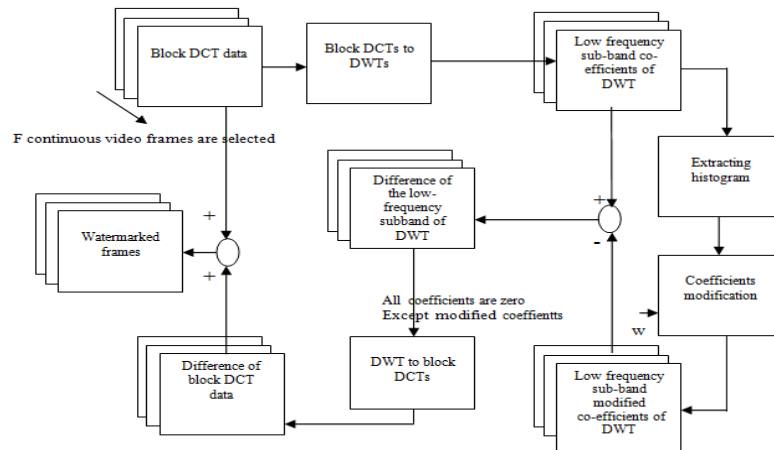 Block DCT data
Block DCTs to
DWTs
Low frequency
sub-band co-
efficients of
DWT
F continuous video frames are selected
Extracting
histogram
Difference of
the low-
frequency
subband of
DWT
+
-
Watermarked
frames
+
+
Coefficients
modification
w
All coefficients are zero
Except modified coeffientts
DWT to block
DCTs
Difference of
block DCT
data
Low frequency
sub-band
modified
co-efficients of
DWT